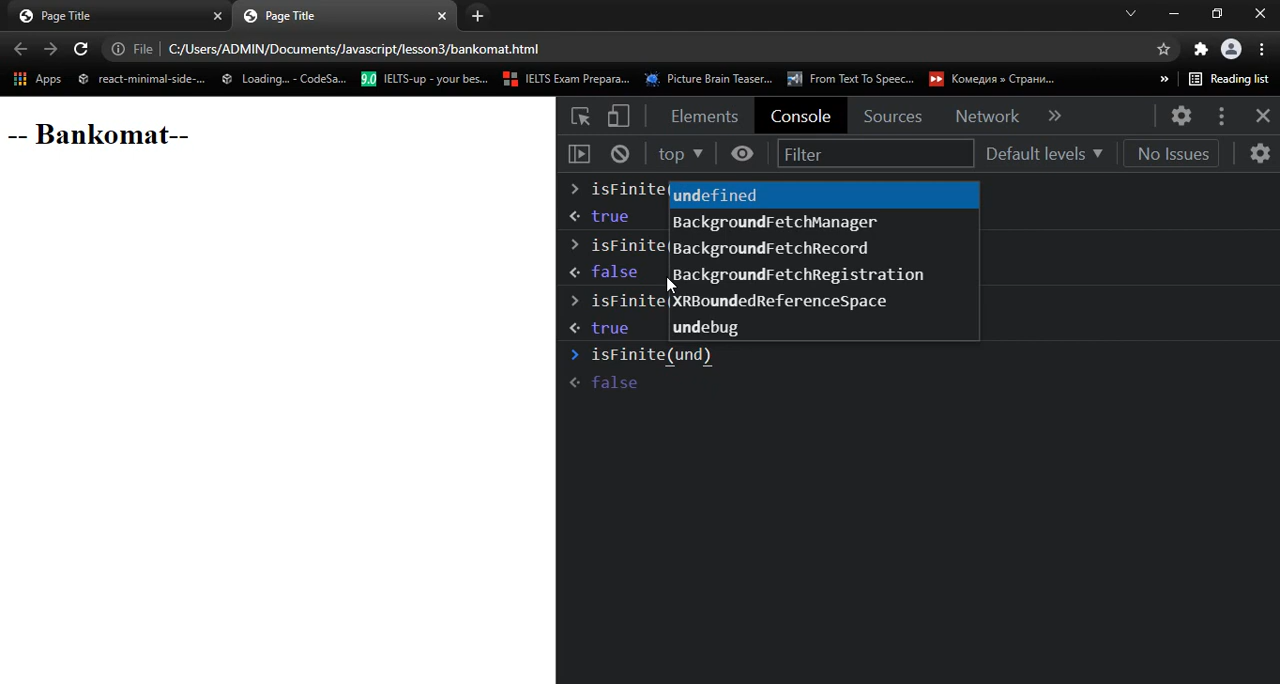 Page Title
Page Title
File C:/Users/ADMIN/Documents/Javascript/lesson3/bankomat.html
Apps react-minimal-side-... Loading... - CodeSa... 9.0 IELTS-up - your bes... IELTS Exam Prepara... Picture Brain Teaser... From Text To Speec... Комедия » Страни... » Reading list
-- Bankomat--
Elements Console Sources Network »
top ▼ Filter Default levels ▼ No Issues
> isFinite(
true
> isFinite(
false
> isFinite(
true
undefined
BackgroundFetchManager
BackgroundFetchRecord
BackgroundFetchRegistration
XRBoundedReferenceSpace
undebug
> isFinite(und)
false